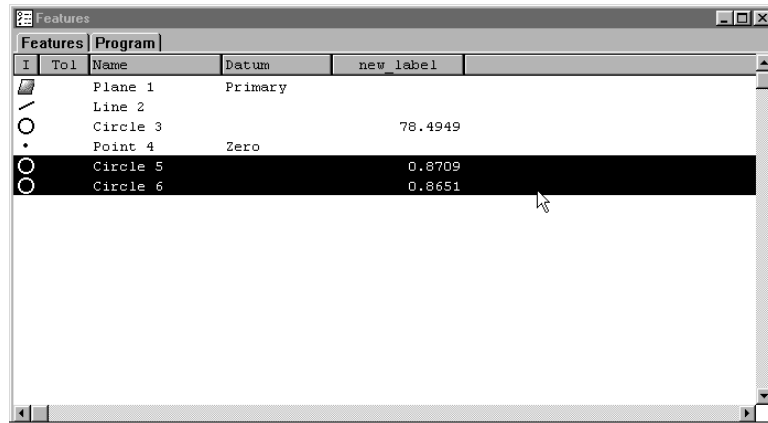 Features
Features Program
I Tol Name Datum new_label
Plane 1 Primary
Line 2
Circle 3 78.4949
Point 4 Zero
Circle 5 0.8709
Circle 6 0.8651